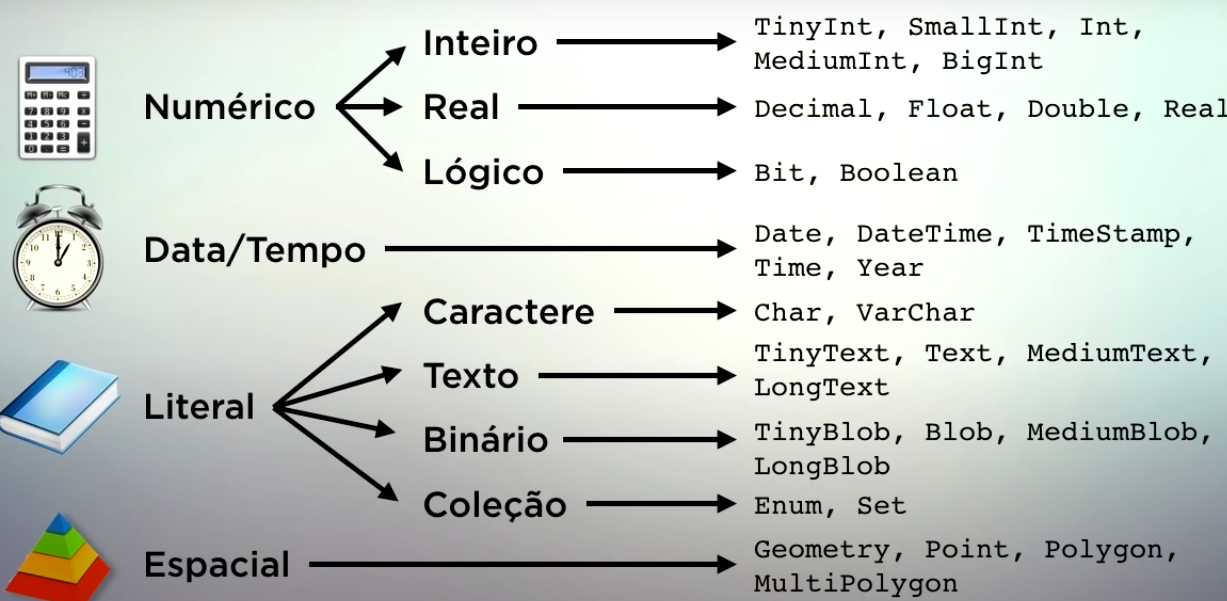 Numérico
Inteiro
TinyInt, SmallInt, Int,
MediumInt, BigInt
Real
Decimal, Float, Double, Real
Lógico
Bit, Boolean
Data/Tempo
Date, DateTime, TimeStamp,
Time, Year
Literal
Caractere
Char, VarChar
Texto
TinyText, Text, MediumText,
LongText
Binário
TinyBlob, Blob, MediumBlob,
LongBlob
Coleção
Enum, Set
Espacial
Geometry, Point, Polygon,
MultiPolygon